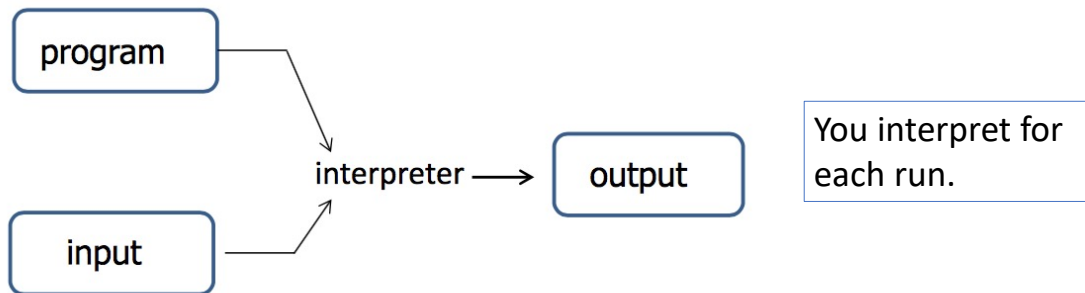 program
interpreter
output
You interpret for
each run.
input